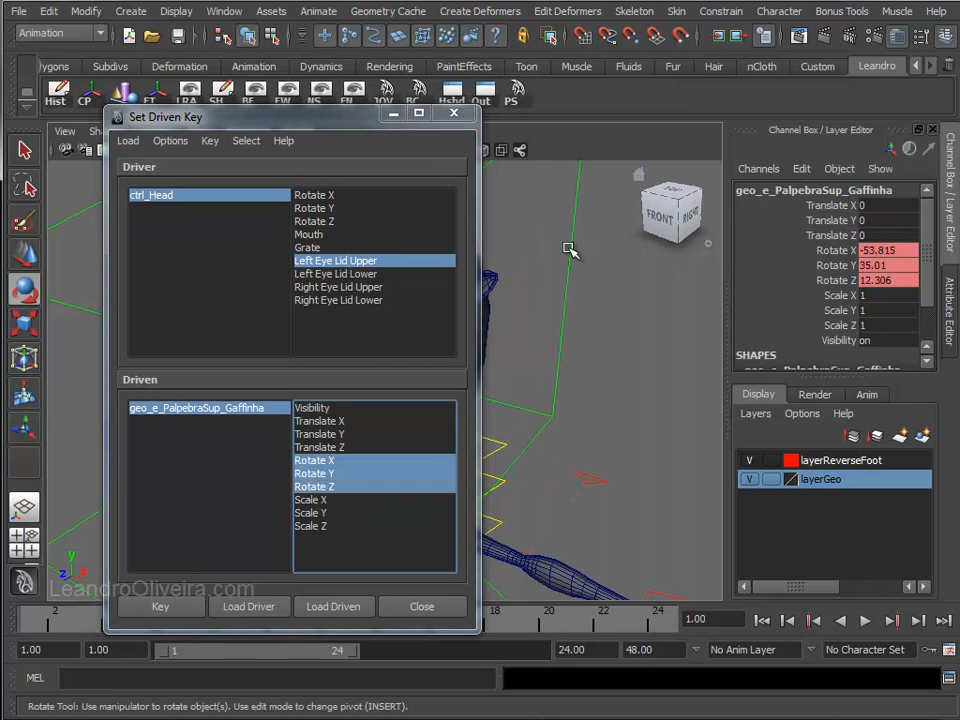 File Edit Modify Create Display Window Assets Animate Geometry Cache Create Deformers Edit Deformers Skeleton Skin Constrain Character Bonus Tools Muscle Help
Animation
olygons Subdivs Deformation Animation Dynamics Rendering PaintEffects Toon Muscle Fluids Fur Hair nCloth Custom Leandro
Hist CP FT LRA SH BF FW NS FN JOV BC Hshd Out PS
Set Driven Key
Load Options Key Select Help
Driver
ctrl_Head
Rotate X
Rotate Y
Rotate Z
Mouth
Grate
Left Eye Lid Upper
Left Eye Lid Lower
Right Eye Lid Upper
Right Eye Lid Lower
Driven
geo_e_PalpebraSup_Gaffinha
Visibility
Translate X
Translate Y
Translate Z
Rotate X
Rotate Y
Rotate Z
Scale X
Scale Y
Scale Z
Key Load Driver Load Driven Close
View Sh
TOP
FRONT RIGHT
y
z x
LeandroOliveira.com
Channel Box / Layer Editor
Channels Edit Object Show
geo_e_PalpebraSup_Gaffinha
Translate X 0
Translate Y 0
Translate Z 0
Rotate X -53.815
Rotate Y 35.01
Rotate Z 12.306
Scale X 1
Scale Y 1
Scale Z 1
Visibility on
SHAPES
Display Render Anim
Layers Options Help
V layerReverseFoot
V layerGeo
Channel Box / Layer Editor
Attribute Editor
2 18 20 22 24 1.00
1.00 1.00 1 24 24.00 48.00 No Anim Layer No Character Set
MEL
Rotate Tool: Use manipulator to rotate object(s). Use edit mode to change pivot (INSERT).